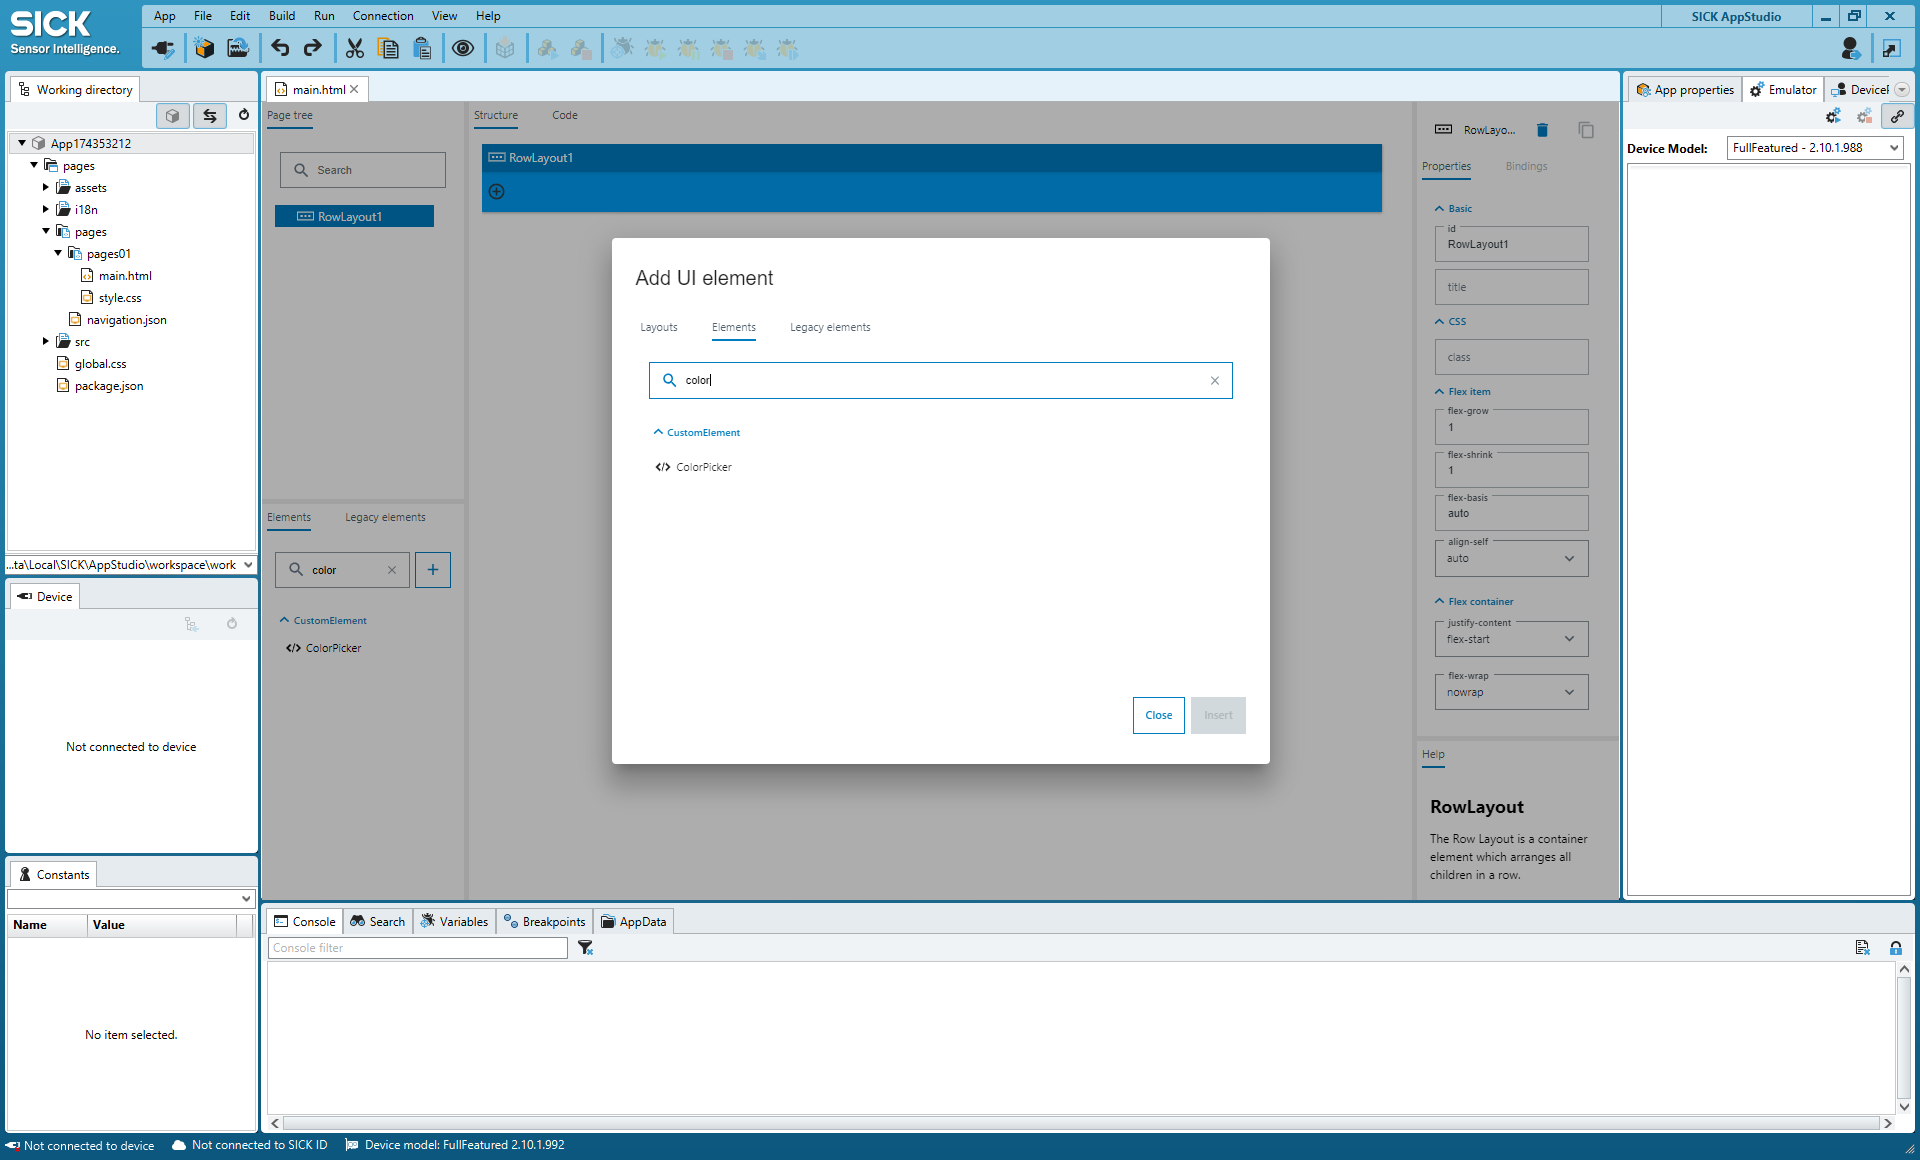 SICK
Sensor Intelligence.
App File Edit Build Run Connection View Help
SICK AppStudio
Working directory
App174353212
pages
assets
i18n
pages
pages01
main.html
style.css
navigation.json
src
global.css
package.json
...ta\Local\SICK\AppStudio\workspace\work
Device
Not connected to device
Constants
Name Value
No item selected.
main.html
Page tree
Search
RowLayout1
Elements Legacy elements
color
CustomElement
ColorPicker
Structure Code
RowLayout1
Add UI element
Layouts Elements Legacy elements
color
CustomElement
ColorPicker
Close Insert
RowLayo...
Properties Bindings
Basic
id
RowLayout1
title
CSS
class
Flex item
flex-grow
1
flex-shrink
1
flex-basis
auto
align-self
auto
Flex container
justify-content
flex-start
flex-wrap
nowrap
Help
RowLayout
The Row Layout is a container
element which arranges all
children in a row.
App properties Emulator
Device Model: FullFeatured - 2.10.1.988
Console Search Variables Breakpoints AppData
Console filter
Not connected to device Not connected to SICK ID Device model: FullFeatured 2.10.1.992